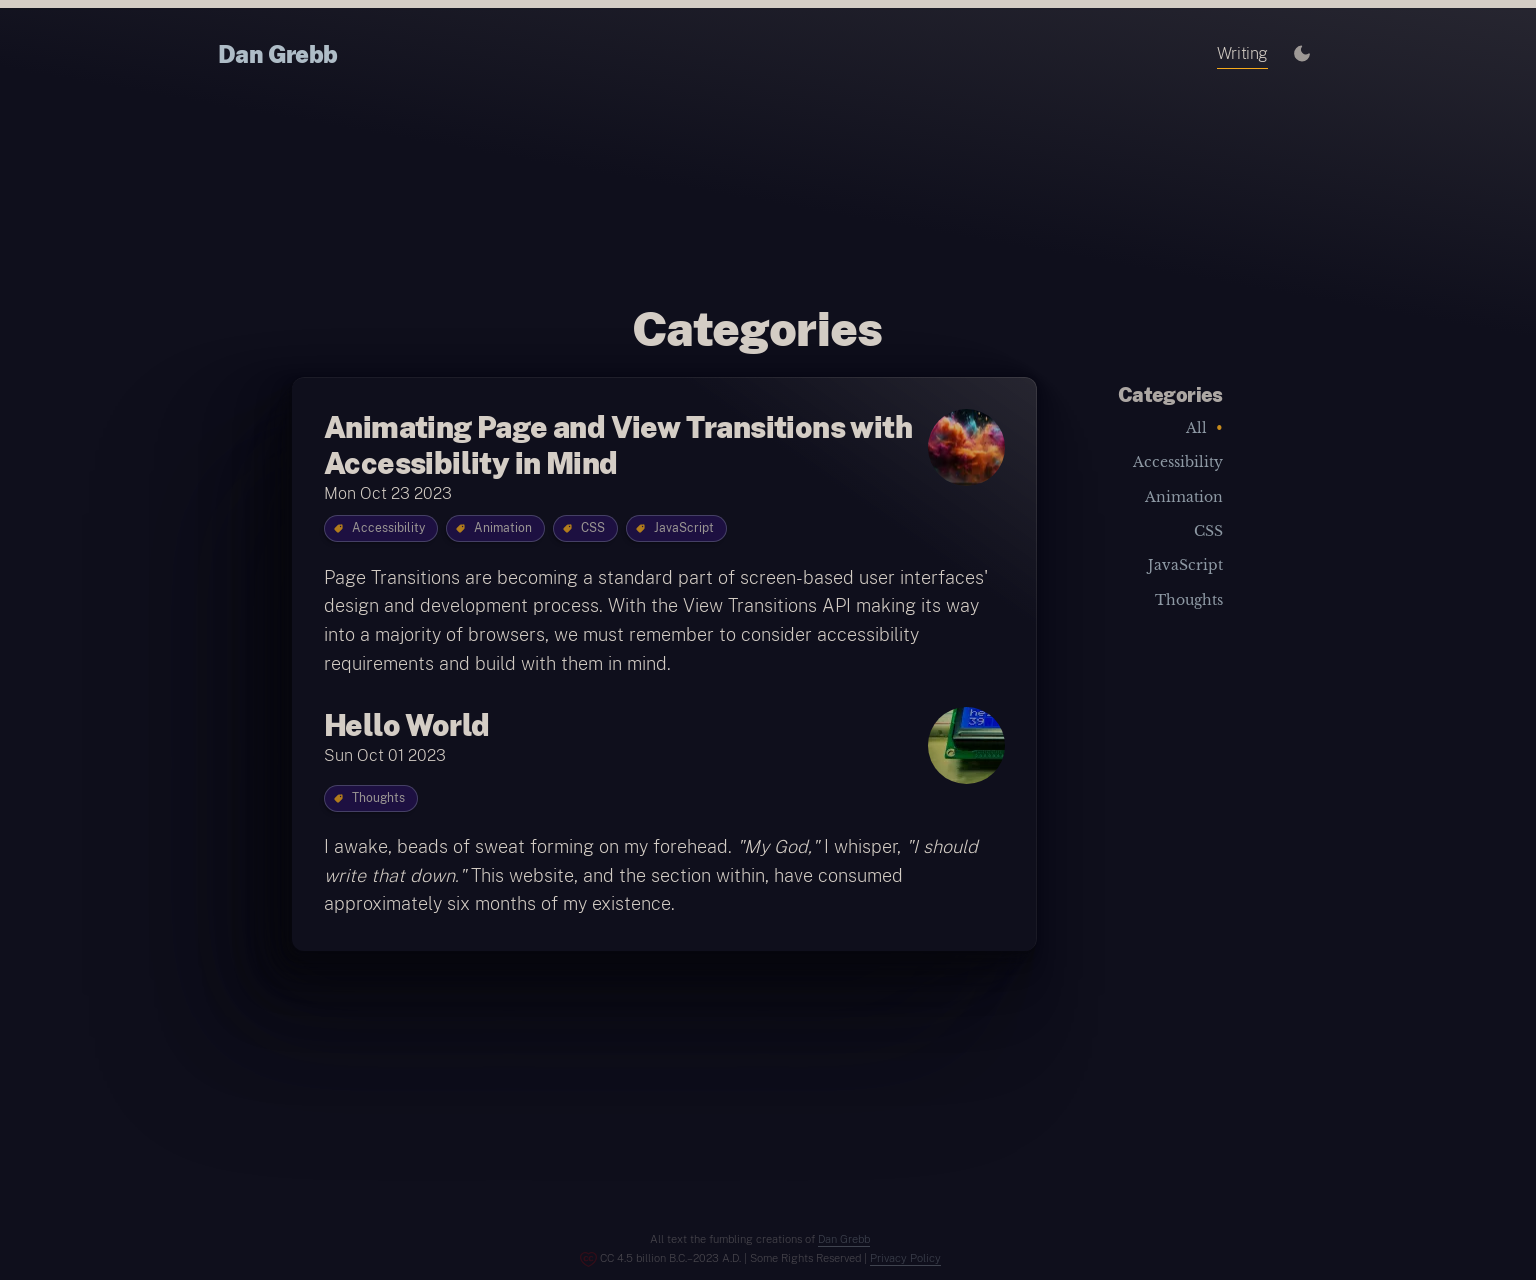 Dan Grebb
Writing
Categories
Animating Page and View Transitions with
Accessibility in Mind
Mon Oct 23 2023
Accessibility Animation CSS JavaScript
Page Transitions are becoming a standard part of screen-based user interfaces'
design and development process. With the View Transitions API making its way
into a majority of browsers, we must remember to consider accessibility
requirements and build with them in mind.
Hello World
Sun Oct 01 2023
Thoughts
I awake, beads of sweat forming on my forehead. "My God," I whisper, "I should
write that down." This website, and the section within, have consumed
approximately six months of my existence.
Categories
All •
Accessibility
Animation
CSS
JavaScript
Thoughts
All text the fumbling creations of Dan Grebb
CC 4.5 billion B.C.–2023 A.D. | Some Rights Reserved | Privacy Policy